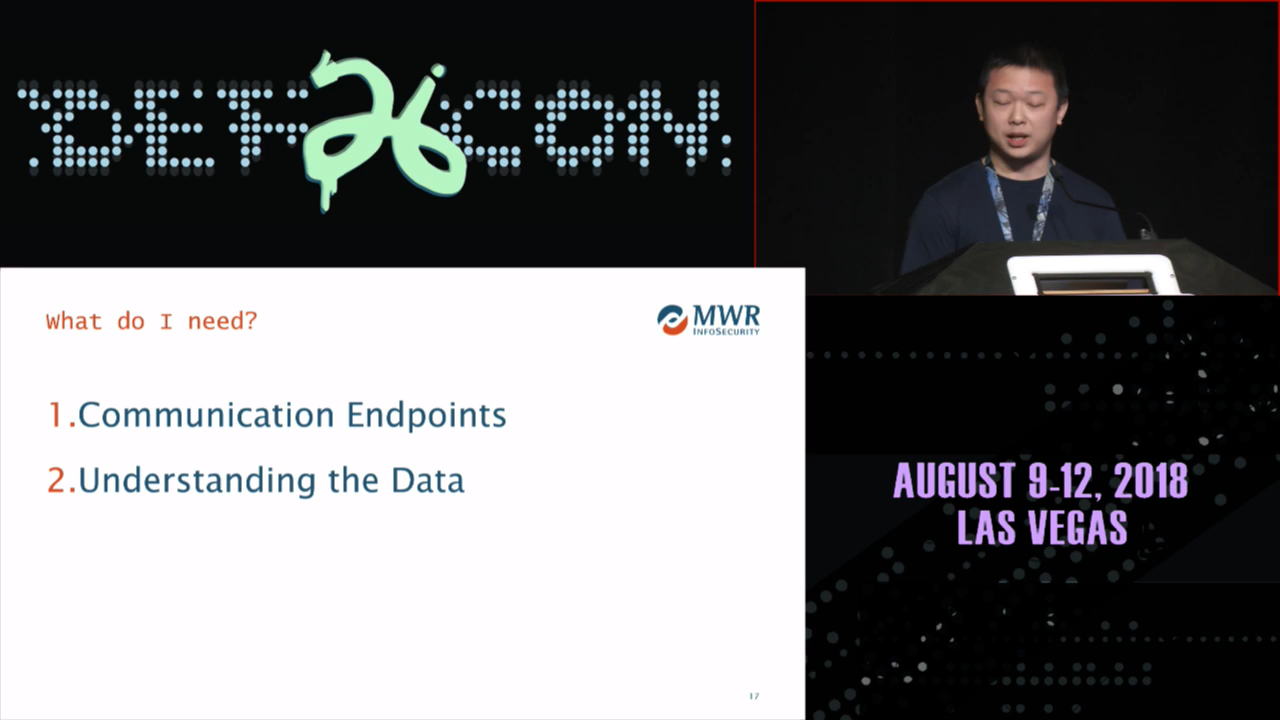 DEF 26 CON
What do I need?
MWR
INFOSECURITY
1.Communication Endpoints
2.Understanding the Data
17
AUGUST 9-12, 2018
LAS VEGAS